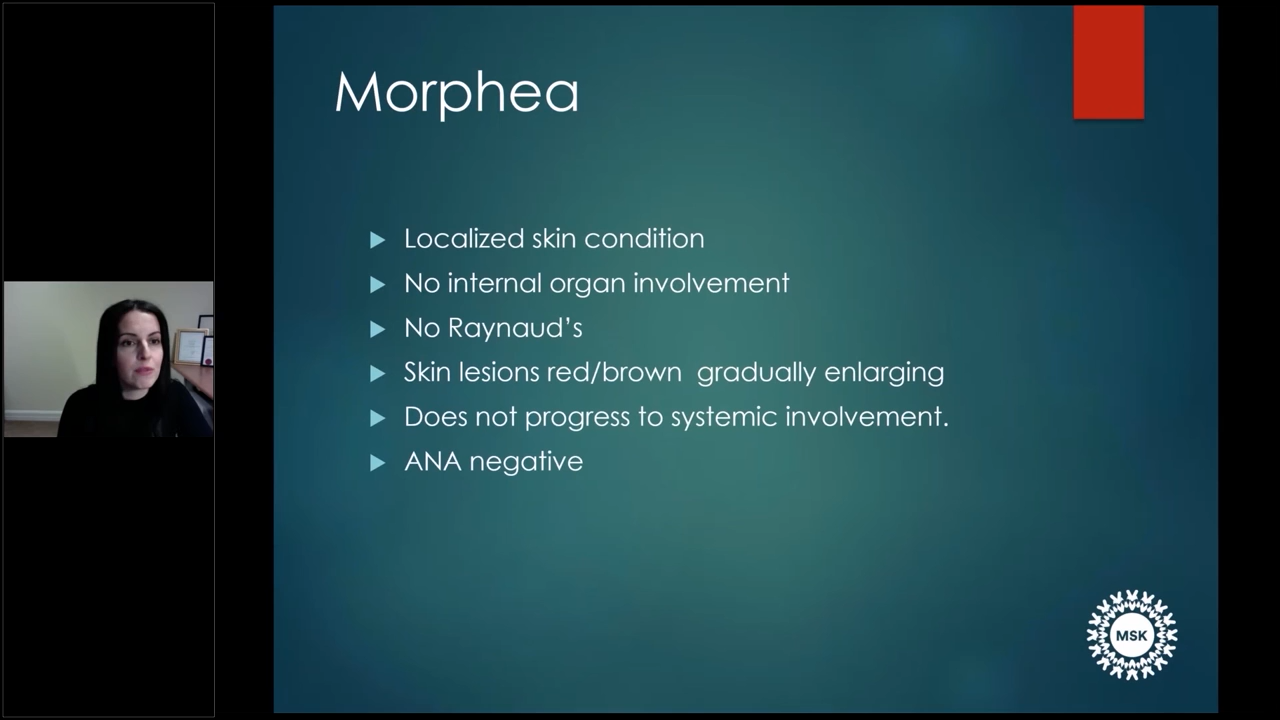 Morphea
Localized skin condition
No internal organ involvement
No Raynaud's
Skin lesions red/brown  gradually enlarging
Does not progress to systemic involvement.
ANA negative
MSK